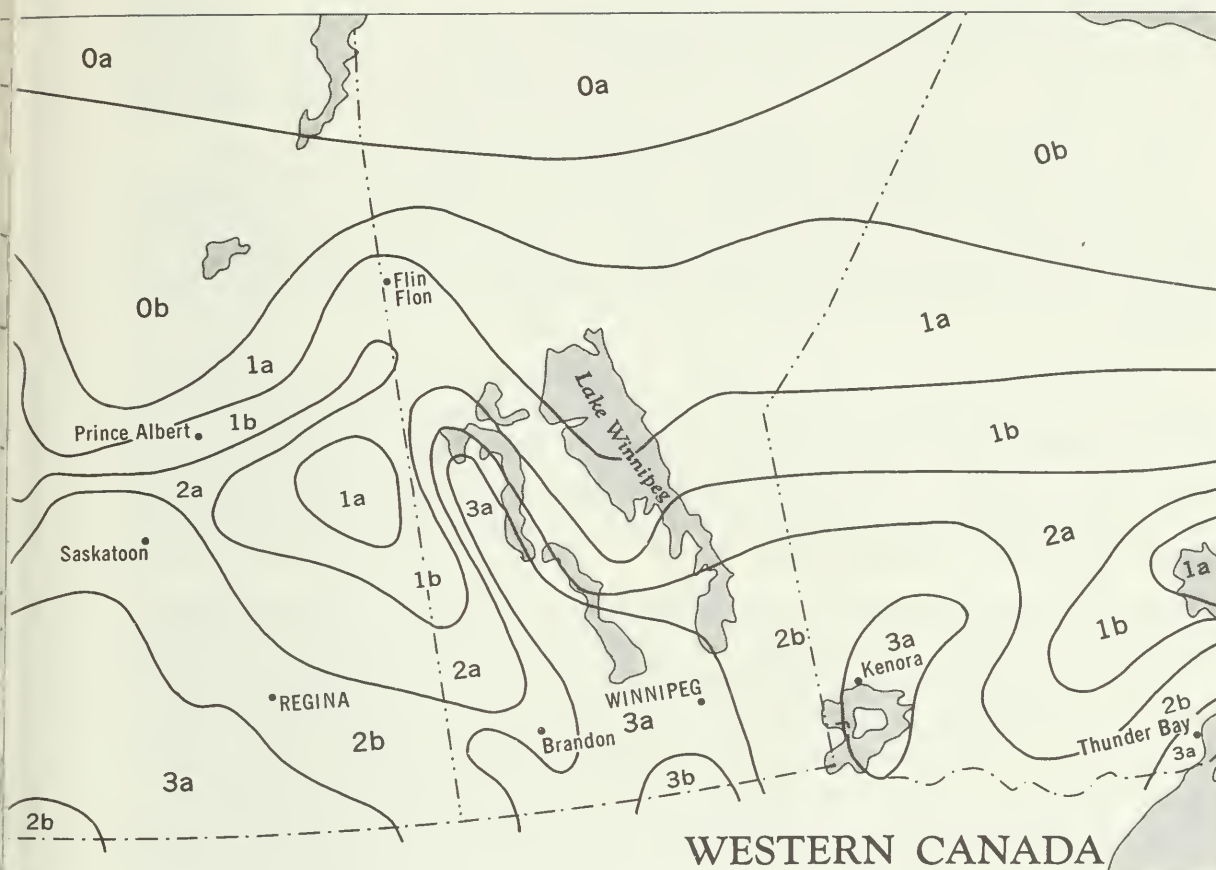 0a
0a
0b
Flin
Flon
0b
1a
1a
Lake Winnipeg
Prince Albert
1b
1b
2a
1a
3a
2a
Saskatoon
1b
1a
1b
2b
3a
Kenora
2a
REGINA
WINNIPEG
3a
2b
2b
Brandon
Thunder Bay
3a
3a
3b
2b
WESTERN CANADA